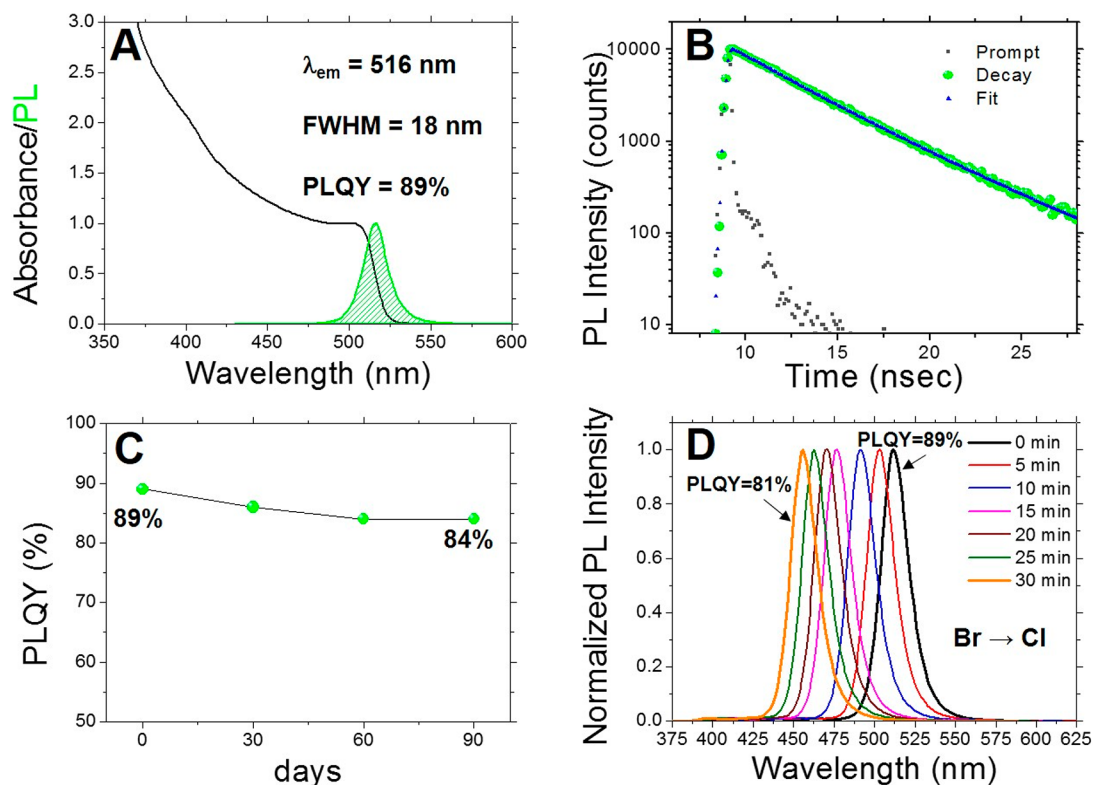 A
λem = 516 nm
FWHM = 18 nm
PLQY = 89%
Absorbance/PL
3.0
2.5
2.0
1.5
1.0
0.5
0.0
350 400 450 500 550 600
Wavelength (nm)
B
Prompt
Decay
Fit
PL Intensity (counts)
10000
1000
100
10
10 15 20 25
Time (nsec)
C
PLQY (%)
100
90
80
70
60
50
89%
84%
0 30 60 90
days
D
PLQY=89%
PLQY=81%
0 min
5 min
10 min
15 min
20 min
25 min
30 min
Br → Cl
Normalized PL Intensity
1.0
0.8
0.6
0.4
0.2
0.0
375 400 425 450 475 500 525 550 575 600 625
Wavelength (nm)